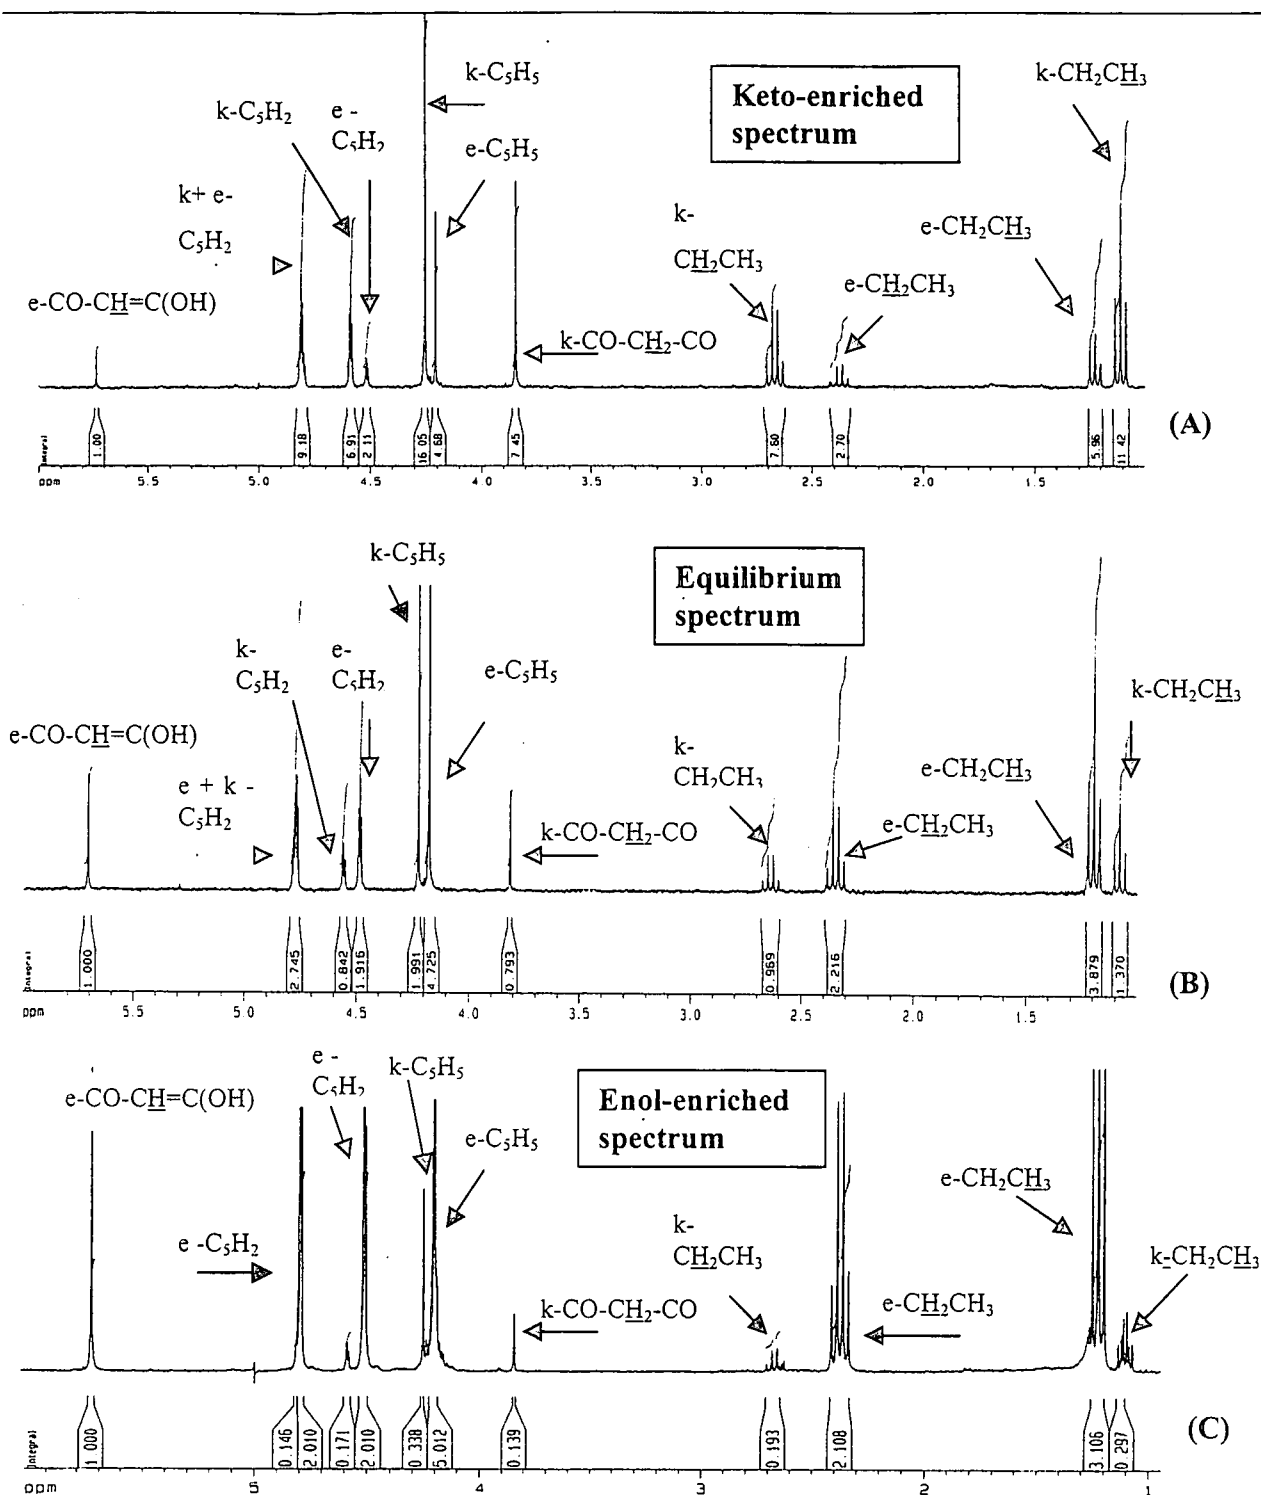 k-C₅H₅
k-CH₂CH₃
Keto-enriched
spectrum
k-C₅H₂
e -
C₅H₂
e-C₅H₅
k+ e-
C₅H₂
k-
CH₂CH₃
e-CH₂CH₃
e-CH₂CH₃
e-CO-CH=C(OH)
k-CO-CH₂-CO
(A)
Integral
1.00
9.18
6.91
2.11
16.05
4.68
7.45
7.60
2.70
5.96
11.42
ppm
5.5
5.0
4.5
4.0
3.5
3.0
2.5
2.0
1.5
k-C₅H₅
Equilibrium
spectrum
k-
C₅H₂
e-
C₅H₂
e-C₅H₅
k-CH₂CH₃
e-CO-CH=C(OH)
k-
CH₂CH₃
e-CH₂CH₃
e + k -
C₅H₂
k-CO-CH₂-CO
e-CH₂CH₃
(B)
Integral
1.000
2.745
0.842
1.916
1.991
4.725
0.793
0.969
2.216
3.879
1.370
ppm
5.5
5.0
4.5
4.0
3.5
3.0
2.5
2.0
1.5
e -
C₅H₂
k-C₅H₅
Enol-enriched
spectrum
e-CO-CH=C(OH)
e-C₅H₅
e-CH₂CH₃
k-
CH₂CH₃
e -C₅H₂
k-CH₂CH₃
k-CO-CH₂-CO
e-CH₂CH₃
(C)
Integral
1.000
0.146
2.010
0.171
2.010
0.338
5.012
0.139
0.193
2.108
3.106
0.297
ppm
5
4
3
2
1